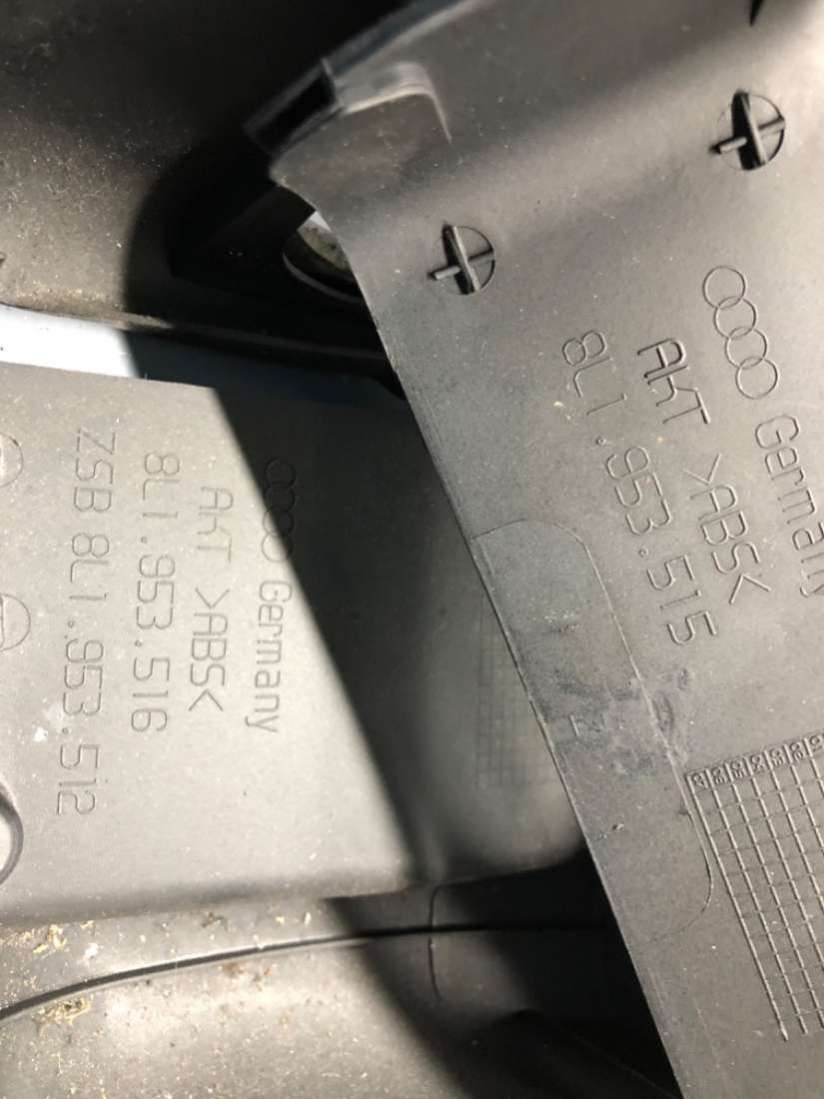 Germany
AKT >ABS<
8L1.953.516
ZSB 8L1.953.512
Germany
AKT >ABS<
8L1.953.515